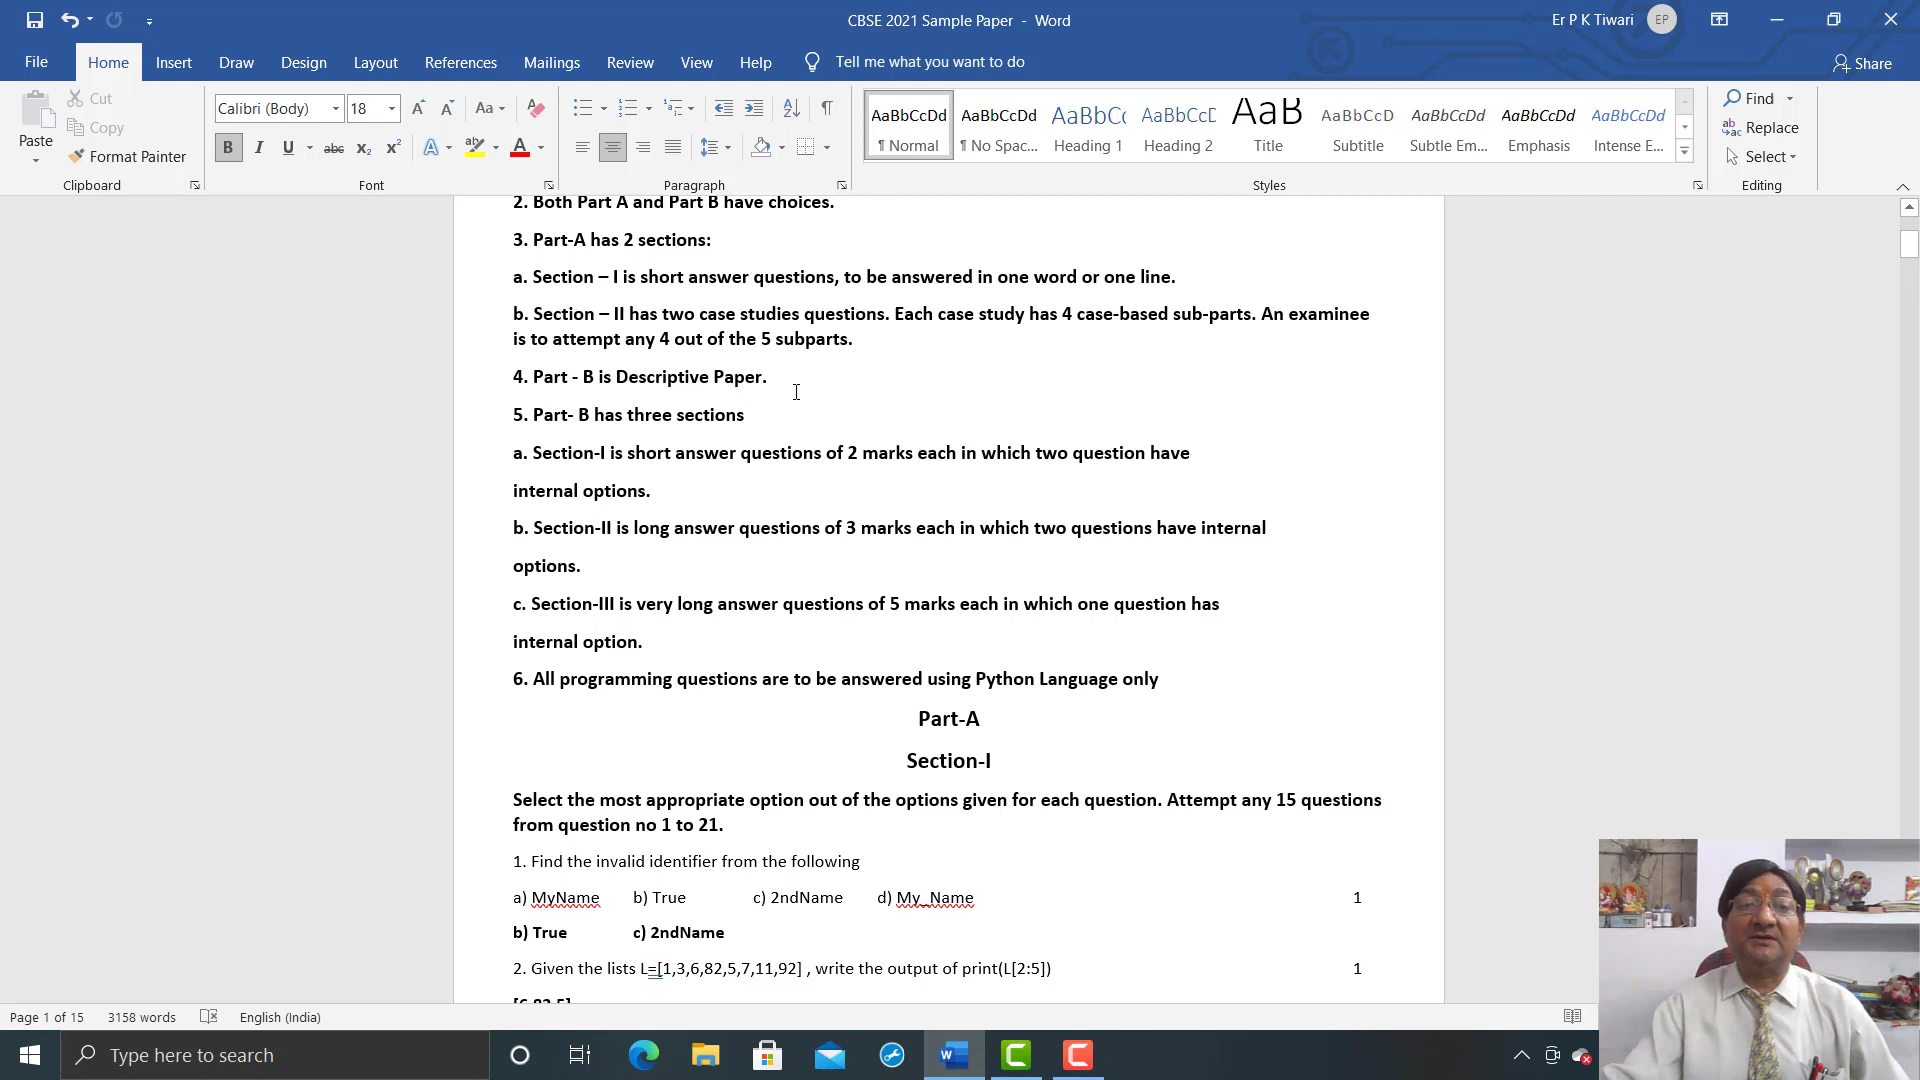 CBSE 2021 Sample Paper - Word
Er P K Tiwari
EP
File Home Insert Draw Design Layout References Mailings Review View Help Tell me what you want to do
Share
Paste
Cut
Copy
Format Painter
Clipboard
Calibri (Body) 18
Aa
B I U abc X₂ X² A A
Font
Paragraph
AaBbCcDd
¶ Normal
AaBbCcDd
¶ No Spac...
AaBbCc
Heading 1
AaBbCcD
Heading 2
AaB
Title
AaBbCcD
Subtitle
AaBbCcDd
Subtle Em...
AaBbCcDd
Emphasis
AaBbCcDd
Intense E...
Styles
Find
Replace
Select
Editing
2. Both Part A and Part B have choices.
3. Part-A has 2 sections:
a. Section – I is short answer questions, to be answered in one word or one line.
b. Section – II has two case studies questions. Each case study has 4 case-based sub-parts. An examinee
is to attempt any 4 out of the 5 subparts.
4. Part - B is Descriptive Paper.
5. Part- B has three sections
a. Section-I is short answer questions of 2 marks each in which two question have
internal options.
b. Section-II is long answer questions of 3 marks each in which two questions have internal
options.
c. Section-III is very long answer questions of 5 marks each in which one question has
internal option.
6. All programming questions are to be answered using Python Language only
Part-A
Section-I
Select the most appropriate option out of the options given for each question. Attempt any 15 questions
from question no 1 to 21.
1. Find the invalid identifier from the following
a) MyName b) True c) 2ndName d) My_Name 1
b) True c) 2ndName
2. Given the lists L=[1,3,6,82,5,7,11,92] , write the output of print(L[2:5]) 1
[6,82,5]
Page 1 of 15 3158 words English (India)
Type here to search